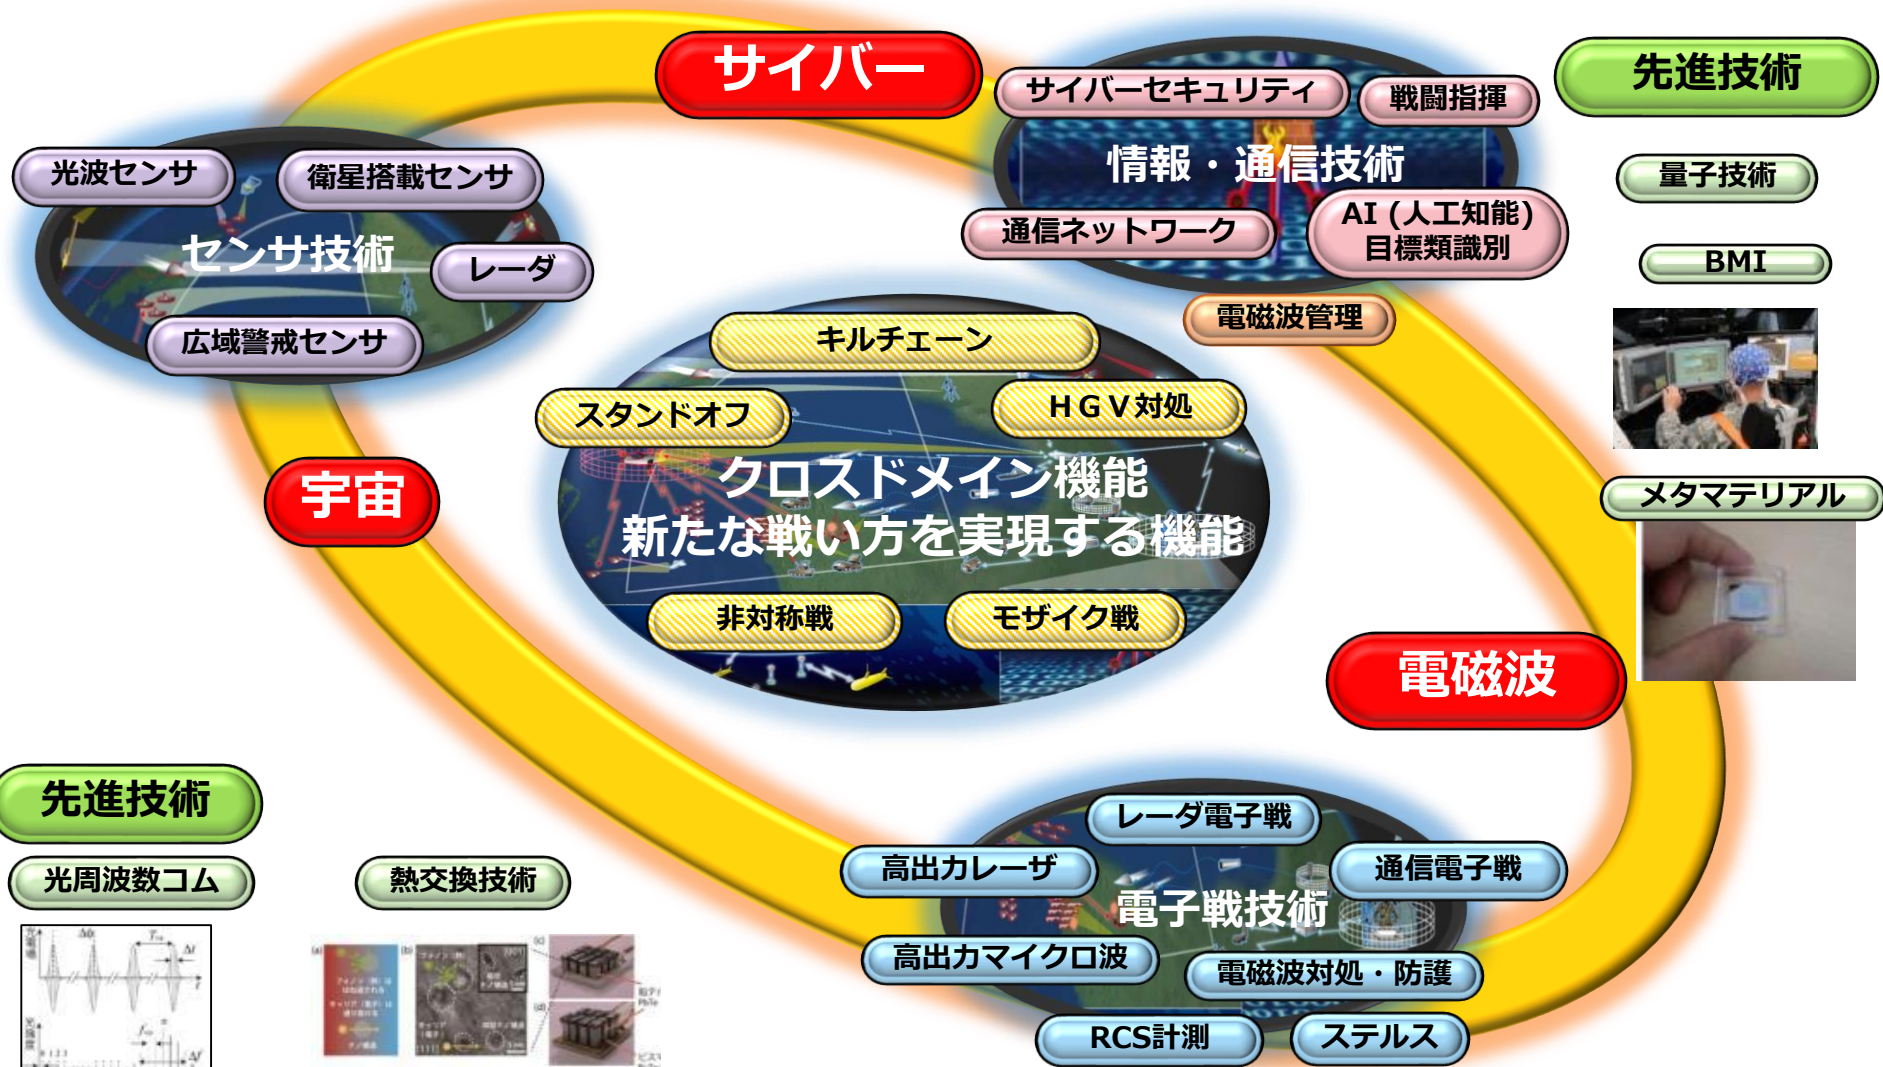 サイバー
サイバーセキュリティ
戦闘指揮
情報・通信技術
通信ネットワーク
AI (人工知能)
目標類識別
電磁波管理
先進技術
量子技術
BMI
メタマテリアル
光波センサ
衛星搭載センサ
センサ技術
レーダ
広域警戒センサ
キルチェーン
スタンドオフ
HGV対処
クロスドメイン機能
新たな戦い方を実現する機能
非対称戦
モザイク戦
宇宙
電磁波
レーダ電子戦
高出力レーザ
通信電子戦
電子戦技術
高出力マイクロ波
電磁波対処・防護
RCS計測
ステルス
先進技術
光周波数コム
熱交換技術
(a)
(b)
(c)
(d)
ナノ構造
[111]